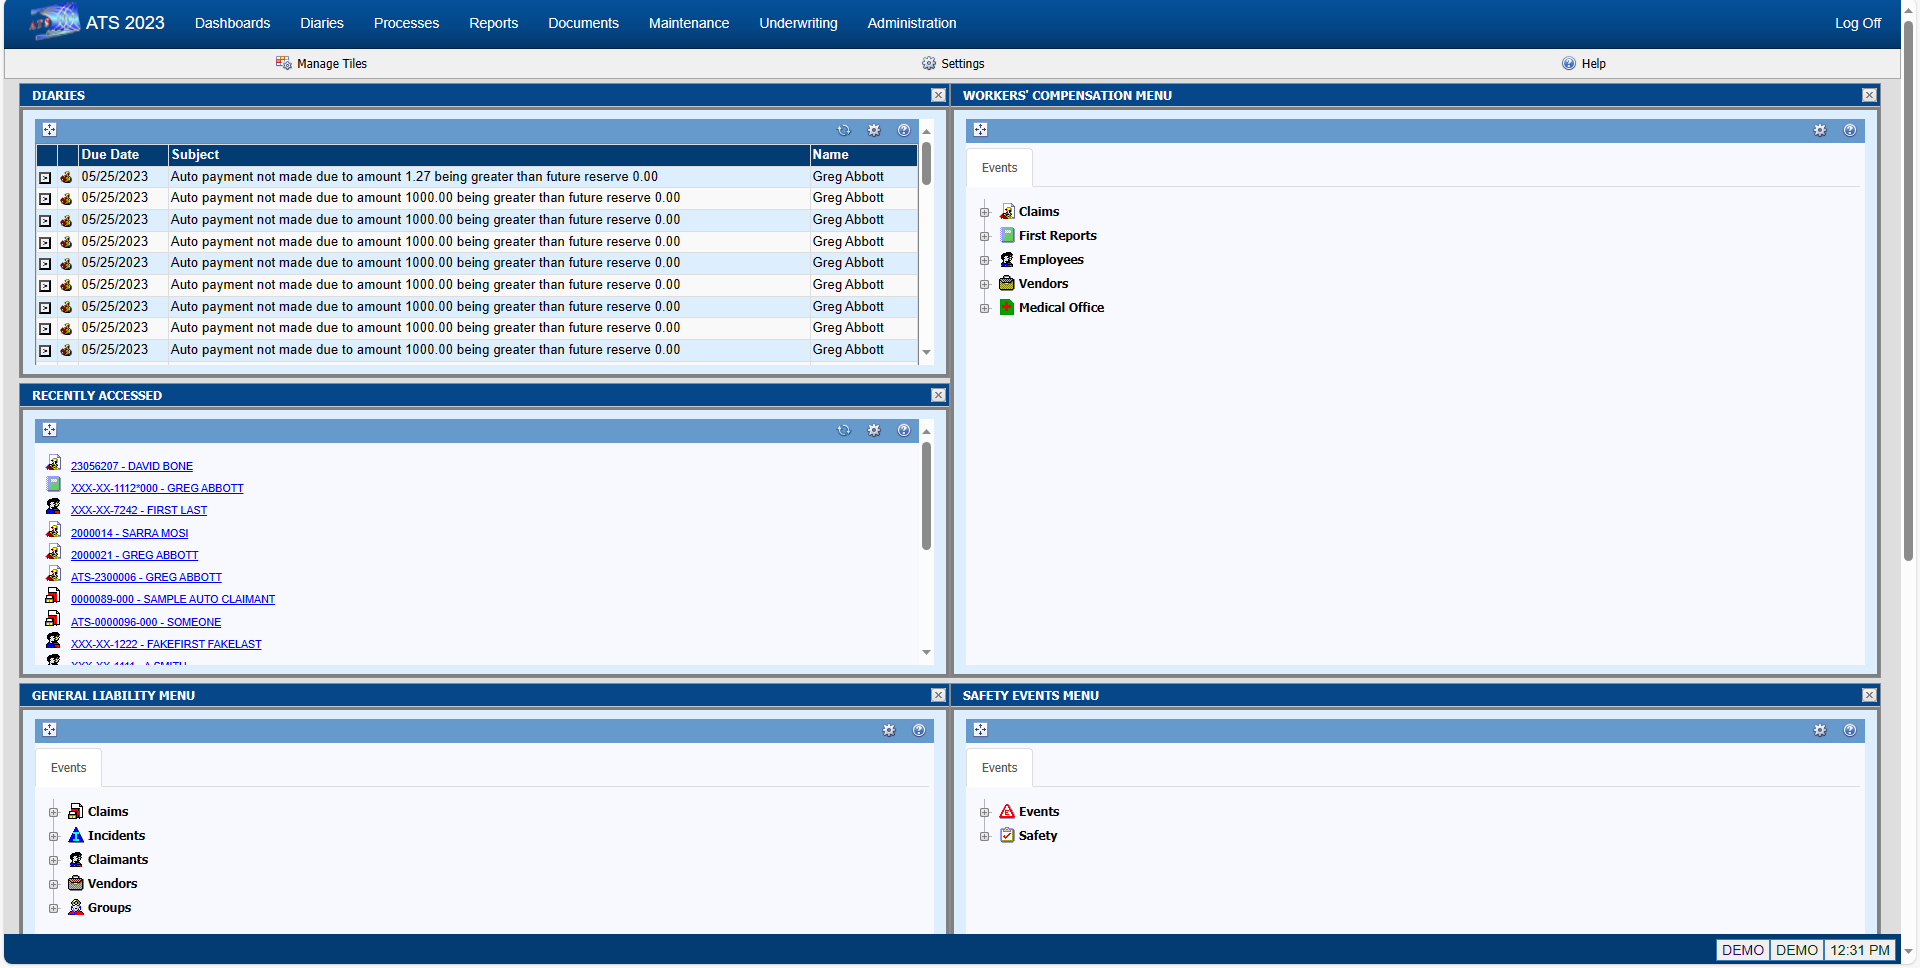 ATS 2023 Dashboards Diaries Processes Reports Documents Maintenance Underwriting Administration Log Off
Manage Tiles Settings Help
DIARIES
Due Date Subject Name
05/25/2023 Auto payment not made due to amount 1.27 being greater than future reserve 0.00 Greg Abbott
05/25/2023 Auto payment not made due to amount 1000.00 being greater than future reserve 0.00 Greg Abbott
05/25/2023 Auto payment not made due to amount 1000.00 being greater than future reserve 0.00 Greg Abbott
05/25/2023 Auto payment not made due to amount 1000.00 being greater than future reserve 0.00 Greg Abbott
05/25/2023 Auto payment not made due to amount 1000.00 being greater than future reserve 0.00 Greg Abbott
05/25/2023 Auto payment not made due to amount 1000.00 being greater than future reserve 0.00 Greg Abbott
05/25/2023 Auto payment not made due to amount 1000.00 being greater than future reserve 0.00 Greg Abbott
05/25/2023 Auto payment not made due to amount 1000.00 being greater than future reserve 0.00 Greg Abbott
05/25/2023 Auto payment not made due to amount 1000.00 being greater than future reserve 0.00 Greg Abbott
WORKERS' COMPENSATION MENU
Events
Claims
First Reports
Employees
Vendors
Medical Office
RECENTLY ACCESSED
23056207 - DAVID BONE
XXX-XX-1112*000 - GREG ABBOTT
XXX-XX-7242 - FIRST LAST
2000014 - SARRA MOSI
2000021 - GREG ABBOTT
ATS-2300006 - GREG ABBOTT
0000089-000 - SAMPLE AUTO CLAIMANT
ATS-0000096-000 - SOMEONE
XXX-XX-1222 - FAKEFIRST FAKELAST
XXX-XX-1111 - A SMITH
GENERAL LIABILITY MENU
Events
Claims
Incidents
Claimants
Vendors
Groups
SAFETY EVENTS MENU
Events
Events
Safety
DEMO DEMO 12:31 PM